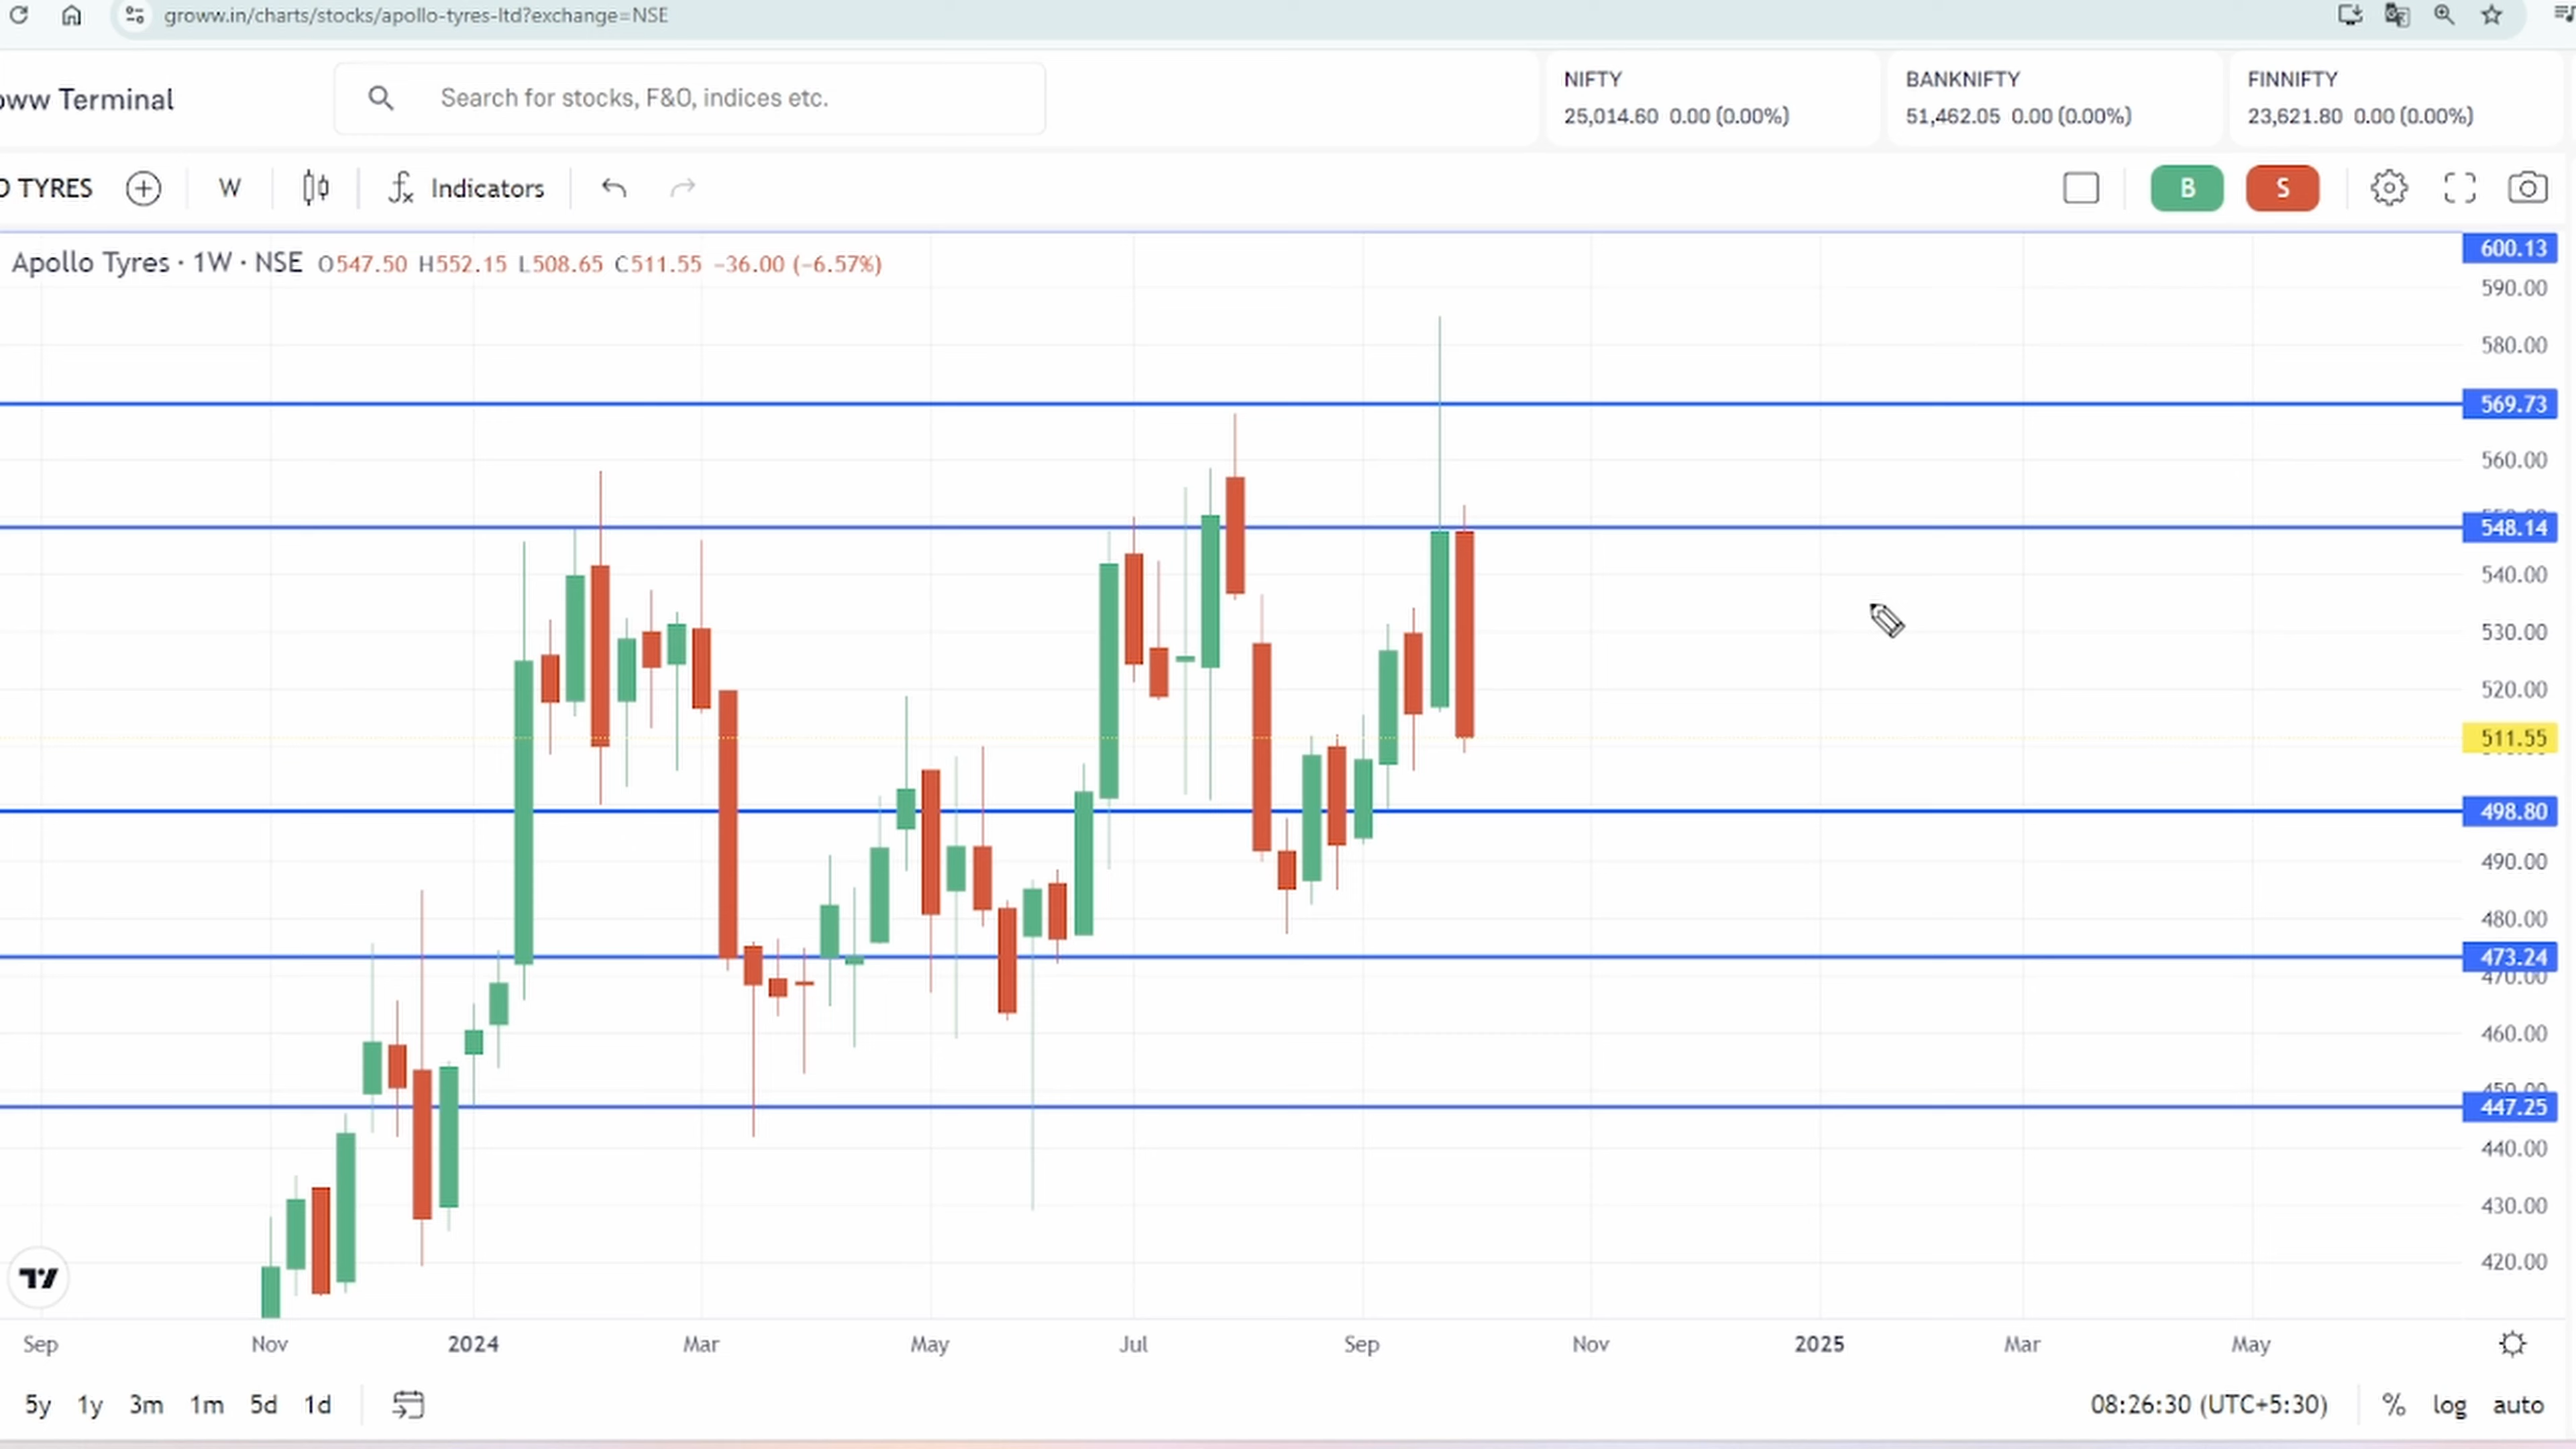 groww.in/charts/stocks/apollo-tyres-ltd?exchange=NSE
oww Terminal
Search for stocks, F&O, indices etc.
NIFTY
25,014.60 0.00 (0.00%)
BANKNIFTY
51,462.05 0.00 (0.00%)
FINNIFTY
23,621.80 0.00 (0.00%)
O TYRES
W
Indicators
B
S
Apollo Tyres · 1W · NSE O547.50 H552.15 L508.65 C511.55 −36.00 (−6.57%)
600.13
590.00
580.00
569.73
560.00
548.14
540.00
530.00
520.00
511.55
498.80
490.00
480.00
473.24
470.00
460.00
450.00
447.25
440.00
430.00
420.00
Sep Nov 2024 Mar May Jul Sep Nov 2025 Mar May
5y 1y 3m 1m 5d 1d
08:26:30 (UTC+5:30) % log auto